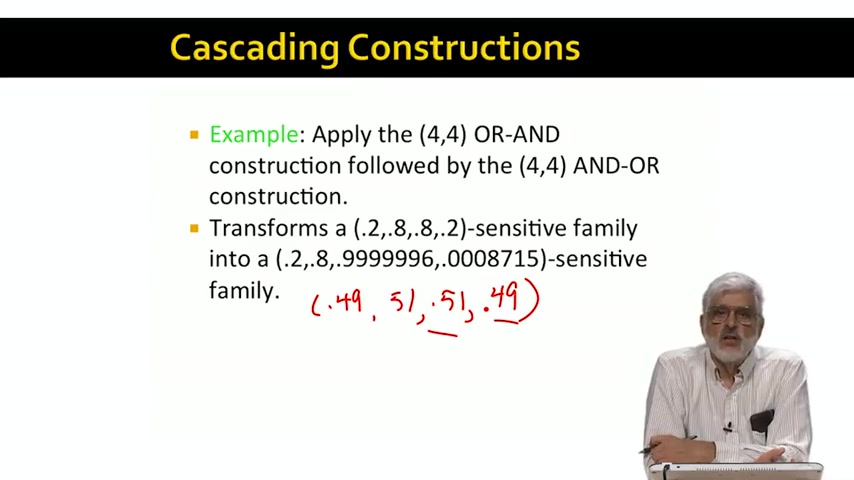 Cascading Constructions
Example: Apply the (4,4) OR-AND
construction followed by the (4,4) AND-OR
construction.
Transforms a (.2,.8,.8,.2)-sensitive family
into a (.2,.8,.9999996,.0008715)-sensitive
family.
(.49, 51, .51, .49)